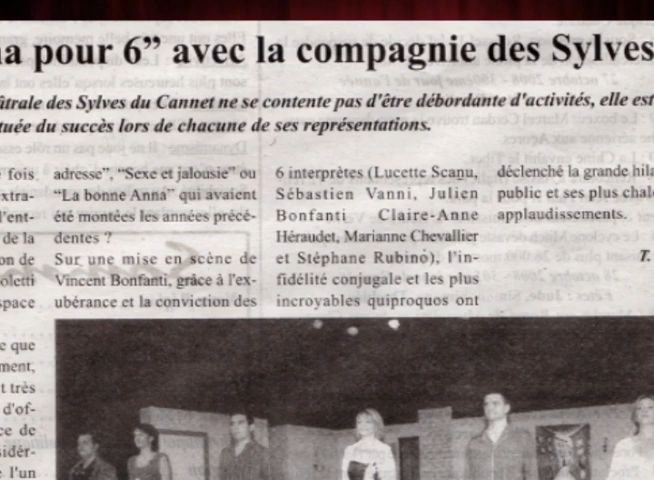 a pour 6” avec la compagnie des Sylves
âtrale des Sylves du Cannet ne se contente pas d'être débordante d'activités, elle est
tuée du succès lors de chacune de ses représentations.
fois
xtra-
l'ent-
de la
on de
oletti
space
e que
ment,
t très
d'of-
ce de
sidér-
e l'un
adresse”, “Sexe et jalousie” ou
“La bonne Anna” qui avaient
été montées les années précé-
dentes ?
Sur une mise en scène de
Vincent Bonfanti, grâce à l'ex-
ubérance et la conviction des
6 interprètes (Lucette Scanu,
Sébastien Vanni, Julien
Bonfanti Claire-Anne
Héraudet, Marianne Chevallier
et Stéphane Rubino), l'in-
fidélité conjugale et les plus
incroyables quiproquos ont
déclenché la grande hila
public et ses plus chal
applaudissements.
T.